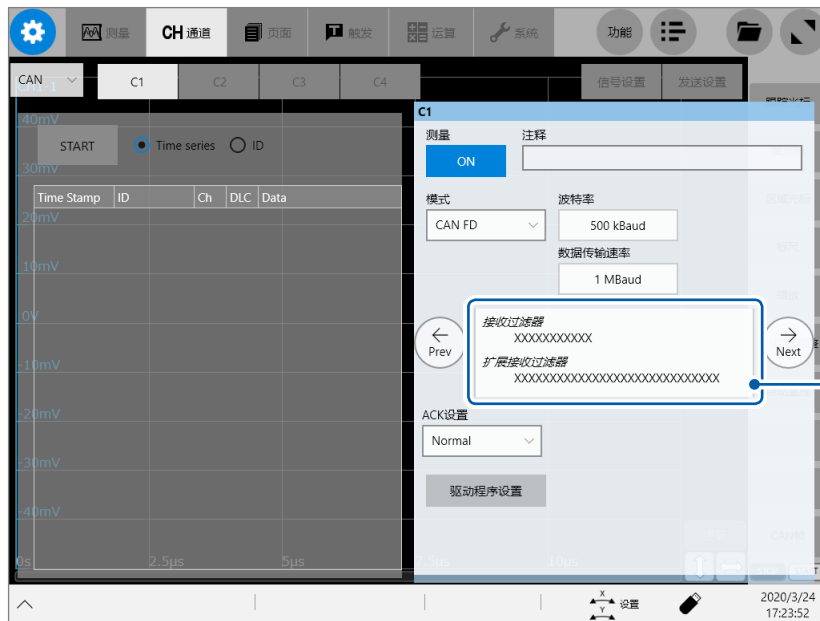 测量
CH 通道
页面
T 触发
运算
系统
功能
CAN
C1
C2
C3
C4
信号设置
发送设置
CH1-1
40mV
30mV
20mV
10mV
0V
-10mV
-20mV
-30mV
-40mV
0s
2.5μs
5μs
10μs
START
Time series
ID
Time Stamp
ID
Ch
DLC
Data
C1
测量
注释
ON
模式
波特率
CAN FD
500 kBaud
数据传输速率
1 MBaud
接收过滤器
XXXXXXXXXXX
扩展接收过滤器
XXXXXXXXXXXXXXXXXXXXXXXXXXXXX
Prev
Next
ACK设置
Normal
驱动程序设置
X
Y
设置
2020/3/24
17:23:52